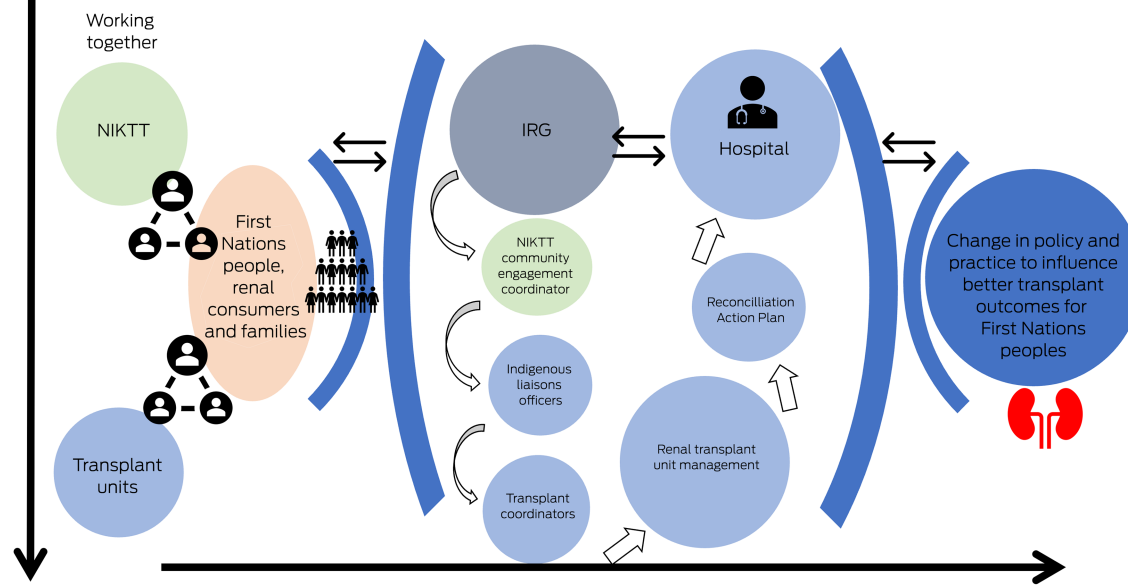 Working
together
NIKTT
First
Nations
people,
renal
consumers
and families
Transplant
units
IRG
NIKTT
community
engagement
coordinator
Indigenous
liaisons
officers
Transplant
coordinators
Renal transplant
unit management
Reconcilliation
Action Plan
Hospital
Change in policy and
practice to influence
better transplant
outcomes for
First Nations
peoples